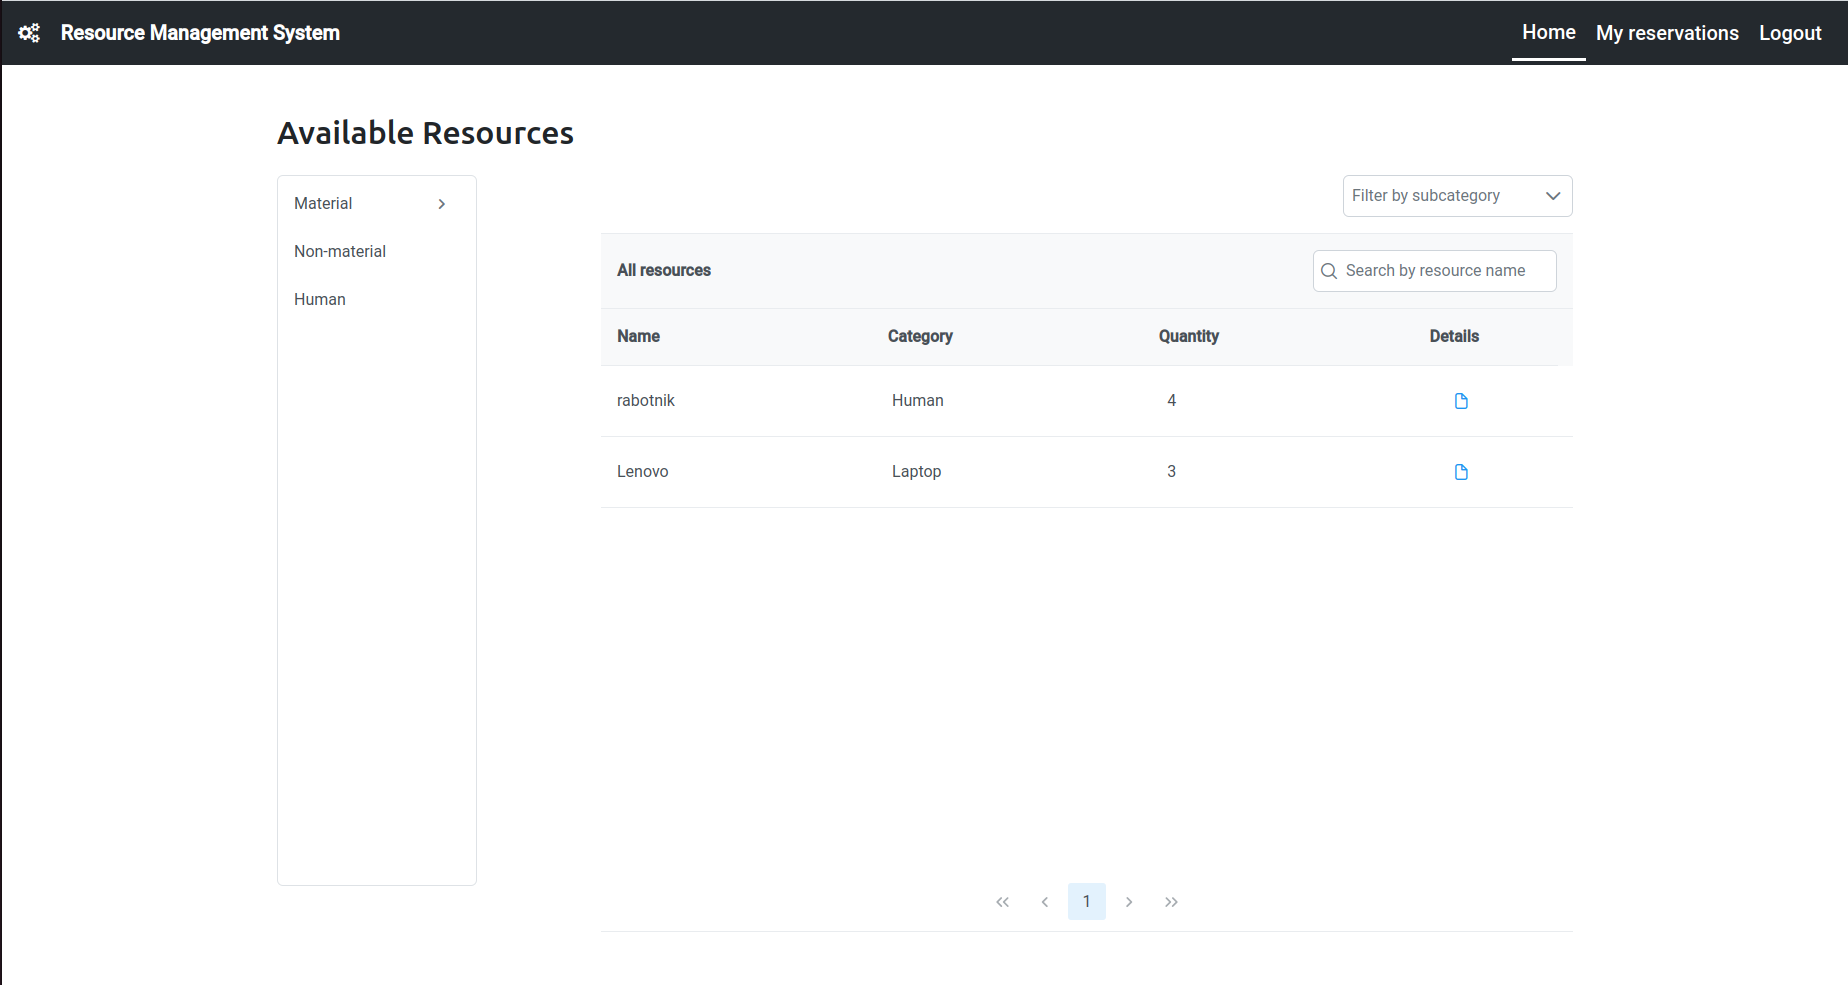 Resource Management System
Home My reservations Logout
Available Resources
Material
Non-material
Human
Filter by subcategory
All resources
Search by resource name
Name Category Quantity Details
rabotnik Human 4
Lenovo Laptop 3
1